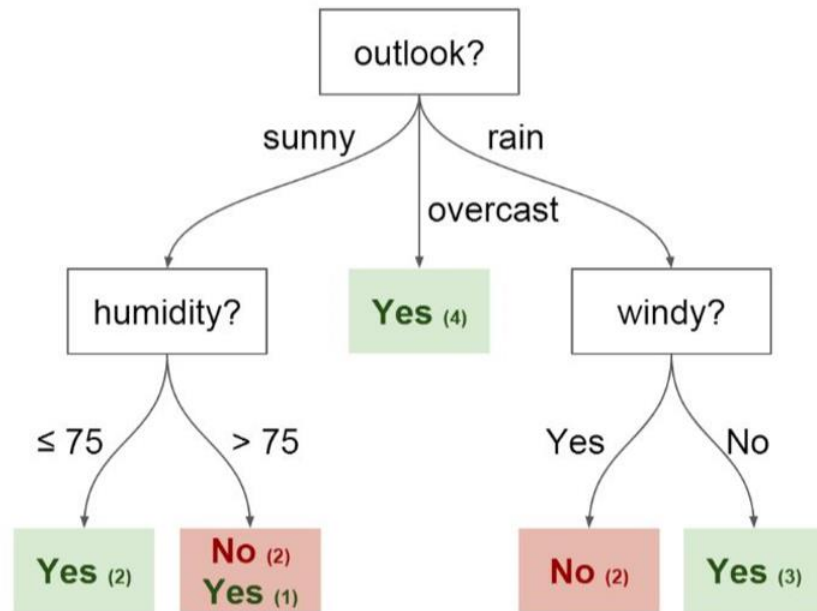 outlook?
sunny
rain
overcast
humidity?
Yes (4)
windy?
≤ 75
> 75
Yes
No
Yes (2)
No (2)
Yes (1)
No (2)
Yes (3)